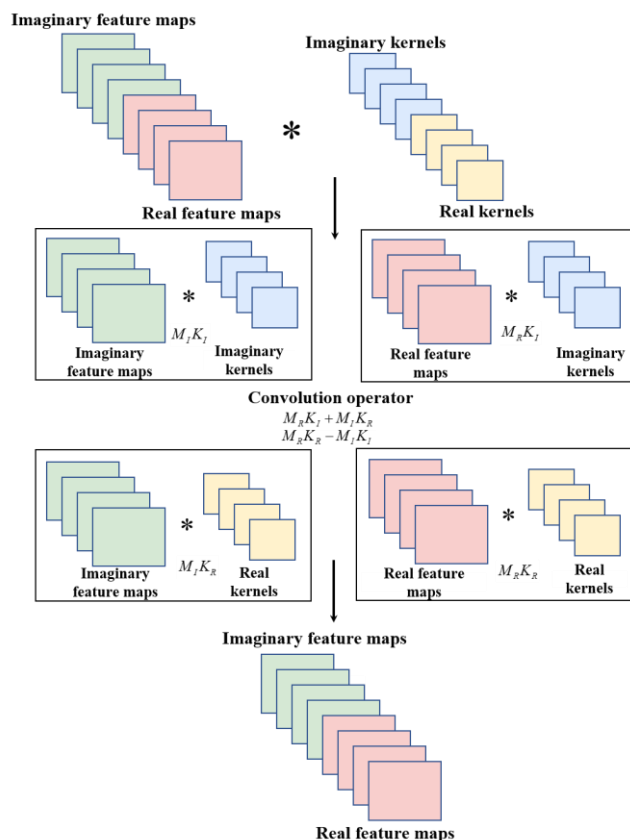 Imaginary feature maps
Imaginary kernels
*
Real feature maps
Real kernels
*
M_I K_I
Imaginary
feature maps
Imaginary
kernels
*
M_R K_I
Real feature
maps
Imaginary
kernels
Convolution operator
M_R K_I + M_I K_R
M_R K_R − M_I K_I
*
M_I K_R
Imaginary
feature maps
Real
kernels
*
M_R K_R
Real feature
maps
Real
kernels
Imaginary feature maps
Real feature maps